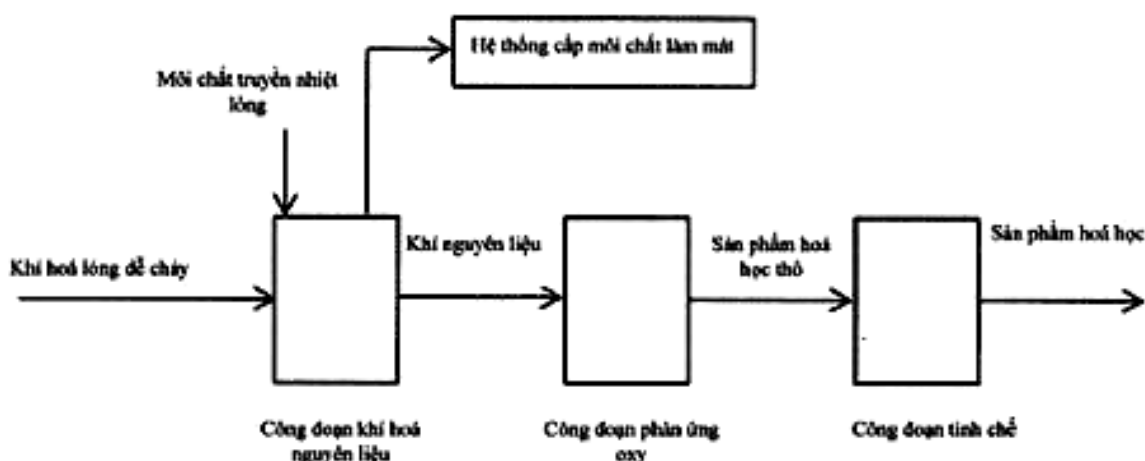 Hệ thống cấp môi chất làm mát
Môi chất truyền nhiệt
lỏng
Khí hoá lỏng dễ cháy
Khí nguyên liệu
Sản phẩm hoá
học thô
Sản phẩm hoá học
Công đoạn khí hoá
nguyên liệu
Công đoạn phản ứng
oxy
Công đoạn tinh chế